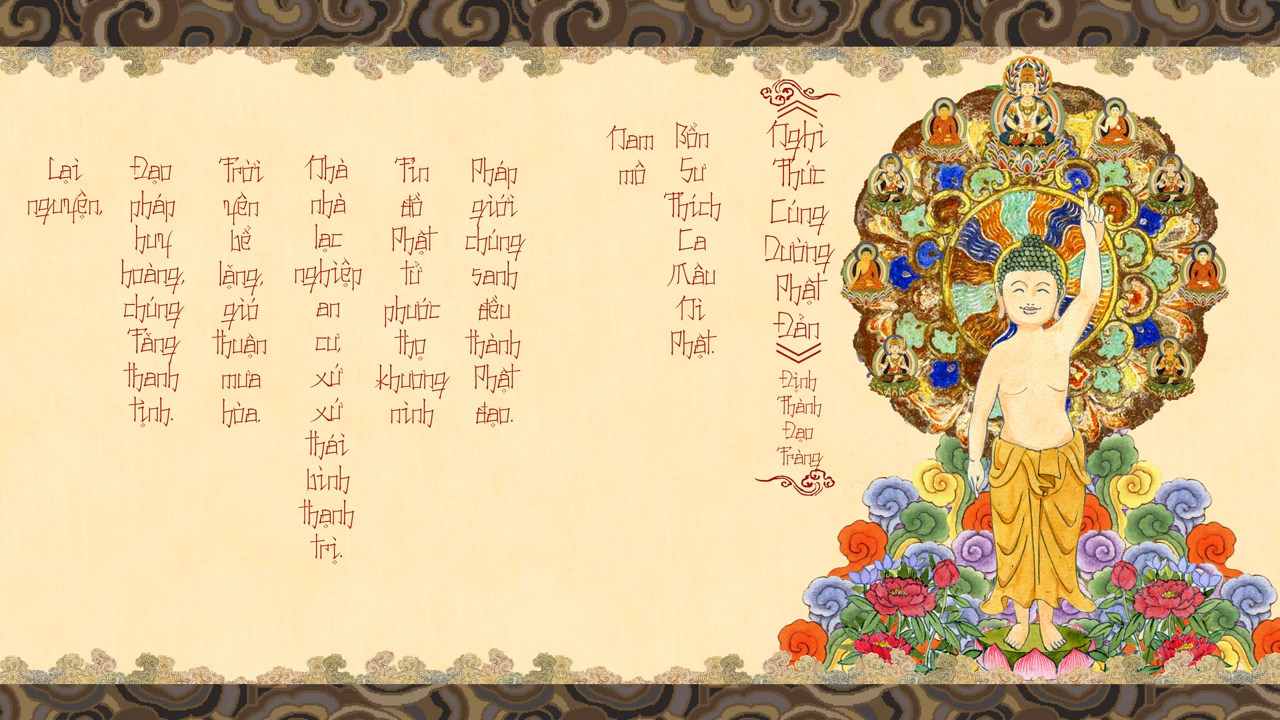 Lại nguyện,
Đạo pháp huy hoàng, chúng Tăng thanh tịnh.
Trời yên bể lặng, gió thuận mưa hòa.
Nhà nhà lạc nghiệp an cư, xứ xứ thái bình thạnh trị.
Tín đồ Phật tử phước thọ khương ninh
Pháp giới chúng sanh đều thành Phật đạo.
Nam mô
Bổn Sư Thích Ca Mâu Ni Phật.
《Nghi Thức Cúng Dường Phật Đản》
Định Thành Đạo Tràng